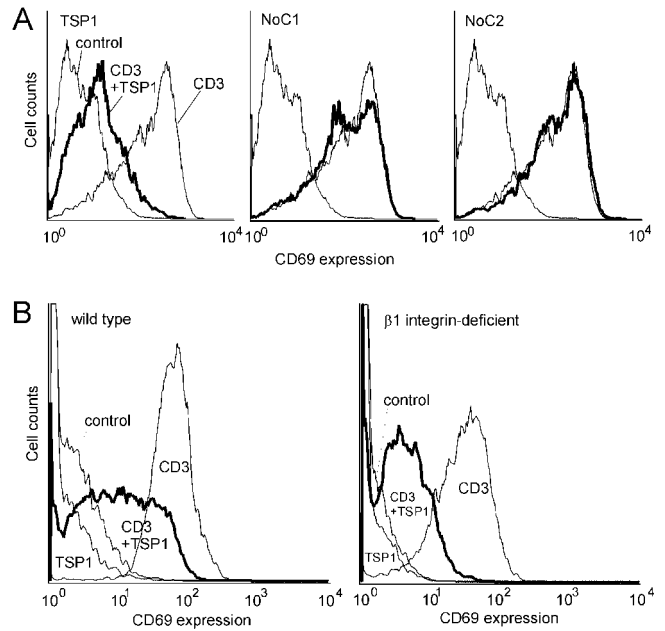 A
TSP1
control
CD3
+TSP1
CD3
NoC1
NoC2
Cell counts
10⁰
10⁴
10⁰
10⁴
10⁰
10⁴
CD69 expression
B
wild type
control
CD3
CD3
+TSP1
TSP1
Cell counts
10⁰
10¹
10²
10³
10⁴
CD69 expression
β1 integrin-deficient
control
CD3
+TSP1
CD3
TSP1
10⁰
10¹
10²
10³
10⁴
CD69 expression